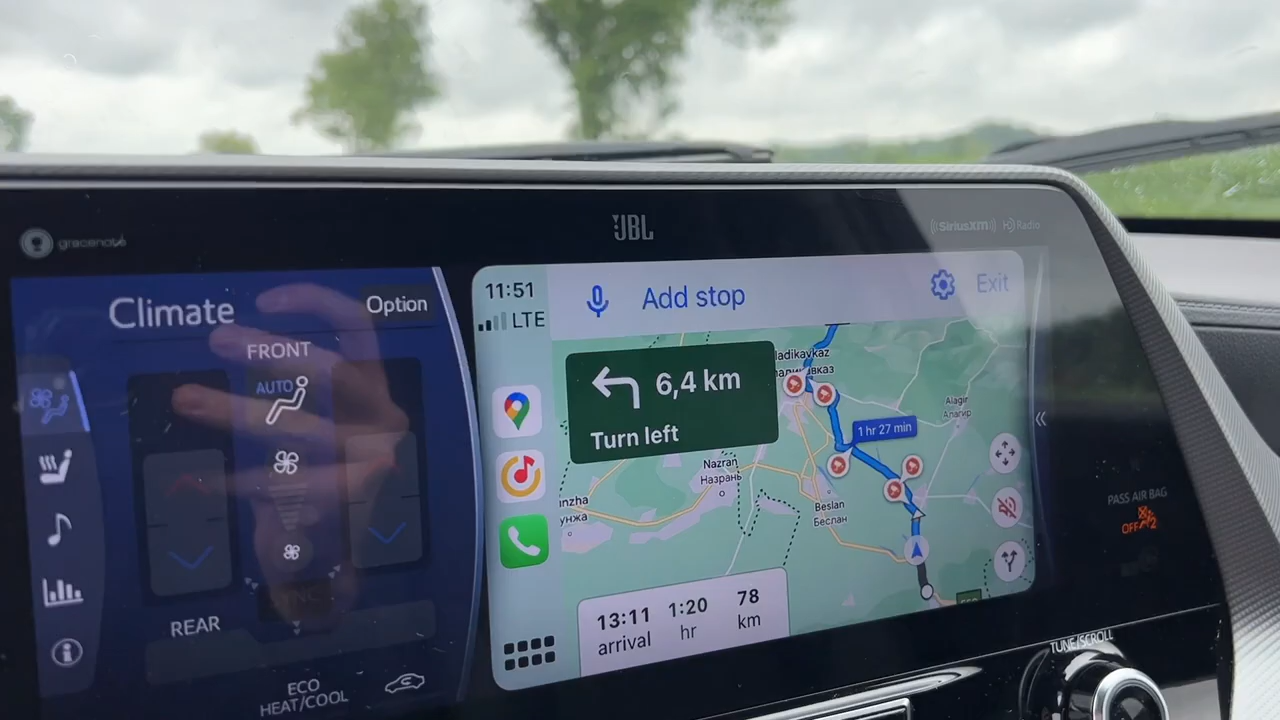 gracenote
JBL
SiriusXM
HD Radio
Climate
Option
FRONT
AUTO
REAR
ECO
HEAT/COOL
11:51
LTE
Add stop
Exit
6,4 km
Turn left
ladikavkaz
1 hr 27 min
Alagir
Алагир
Nazran
Назрань
inzha
унжа
Beslan
Беслан
13:11
arrival
1:20
hr
78
km
PASS AIR BAG
OFF
2
TUNE/SCROLL